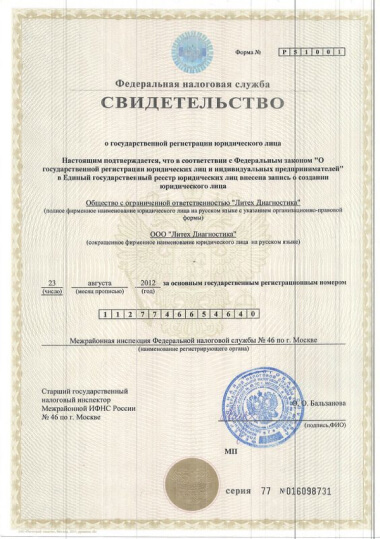 Форма № Р 5 1 0 0 1
Федеральная налоговая служба
СВИДЕТЕЛЬСТВО
о государственной регистрации юридического лица
Настоящим подтверждается, что в соответствии с Федеральным законом "О
государственной регистрации юридических лиц и индивидуальных предпринимателей"
в Единый государственный реестр юридических лиц внесена запись о создании
юридического лица
Общество с ограниченной ответственностью "Литех Диагностика"
(полное фирменное наименование юридического лица на русском языке с указанием организационно-правовой
формы)
ООО "Литех Диагностика"
(сокращенное фирменное наименование юридического лица на русском языке)
-
23 августа 2012 за основным государственным регистрационным номером
(число) (месяц прописью) (год)
1 1 2 7 7 4 6 6 5 4 6 4 0
Межрайонная инспекция Федеральной налоговой службы № 46 по г. Москве
(наименование регистрирующего органа)
Старший государственный
налоговый инспектор
Межрайонной ИФНС России
№ 46 по г. Москве
О. Бальзанова
(подпись,ФИО)
МП
серия 77 №016098731